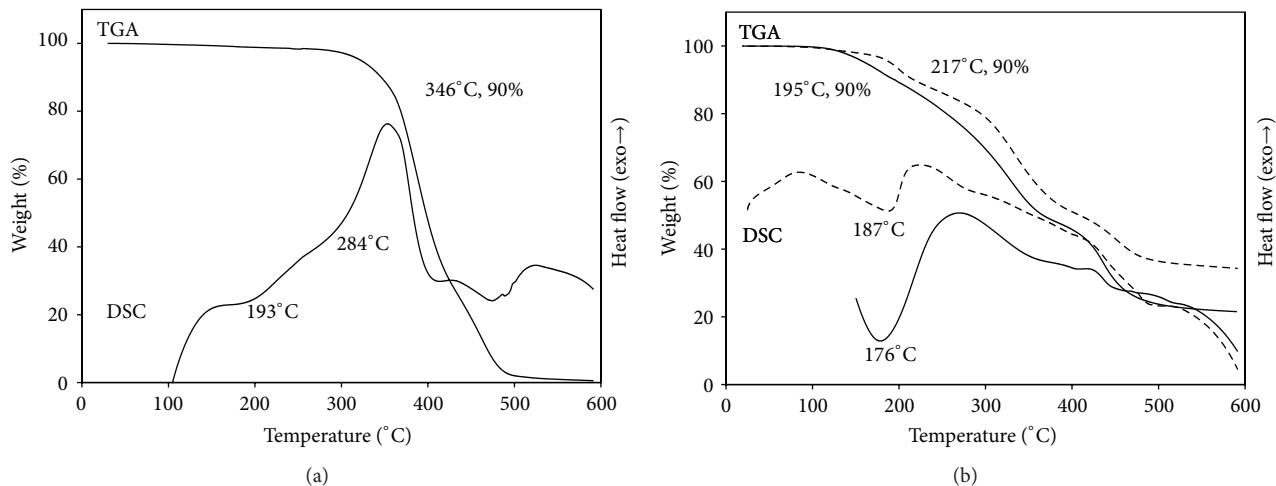 TGA
100
80
60
40
20
0
Weight (%)
346˚C, 90%
284˚C
DSC
193˚C
0 100 200 300 400 500 600
Temperature (˚C)
Heat flow (exo→)
(a)
TGA
100
80
60
40
20
0
Weight (%)
217˚C, 90%
195˚C, 90%
DSC
187˚C
176˚C
0 100 200 300 400 500 600
Temperature (˚C)
Heat flow (exo→)
(b)